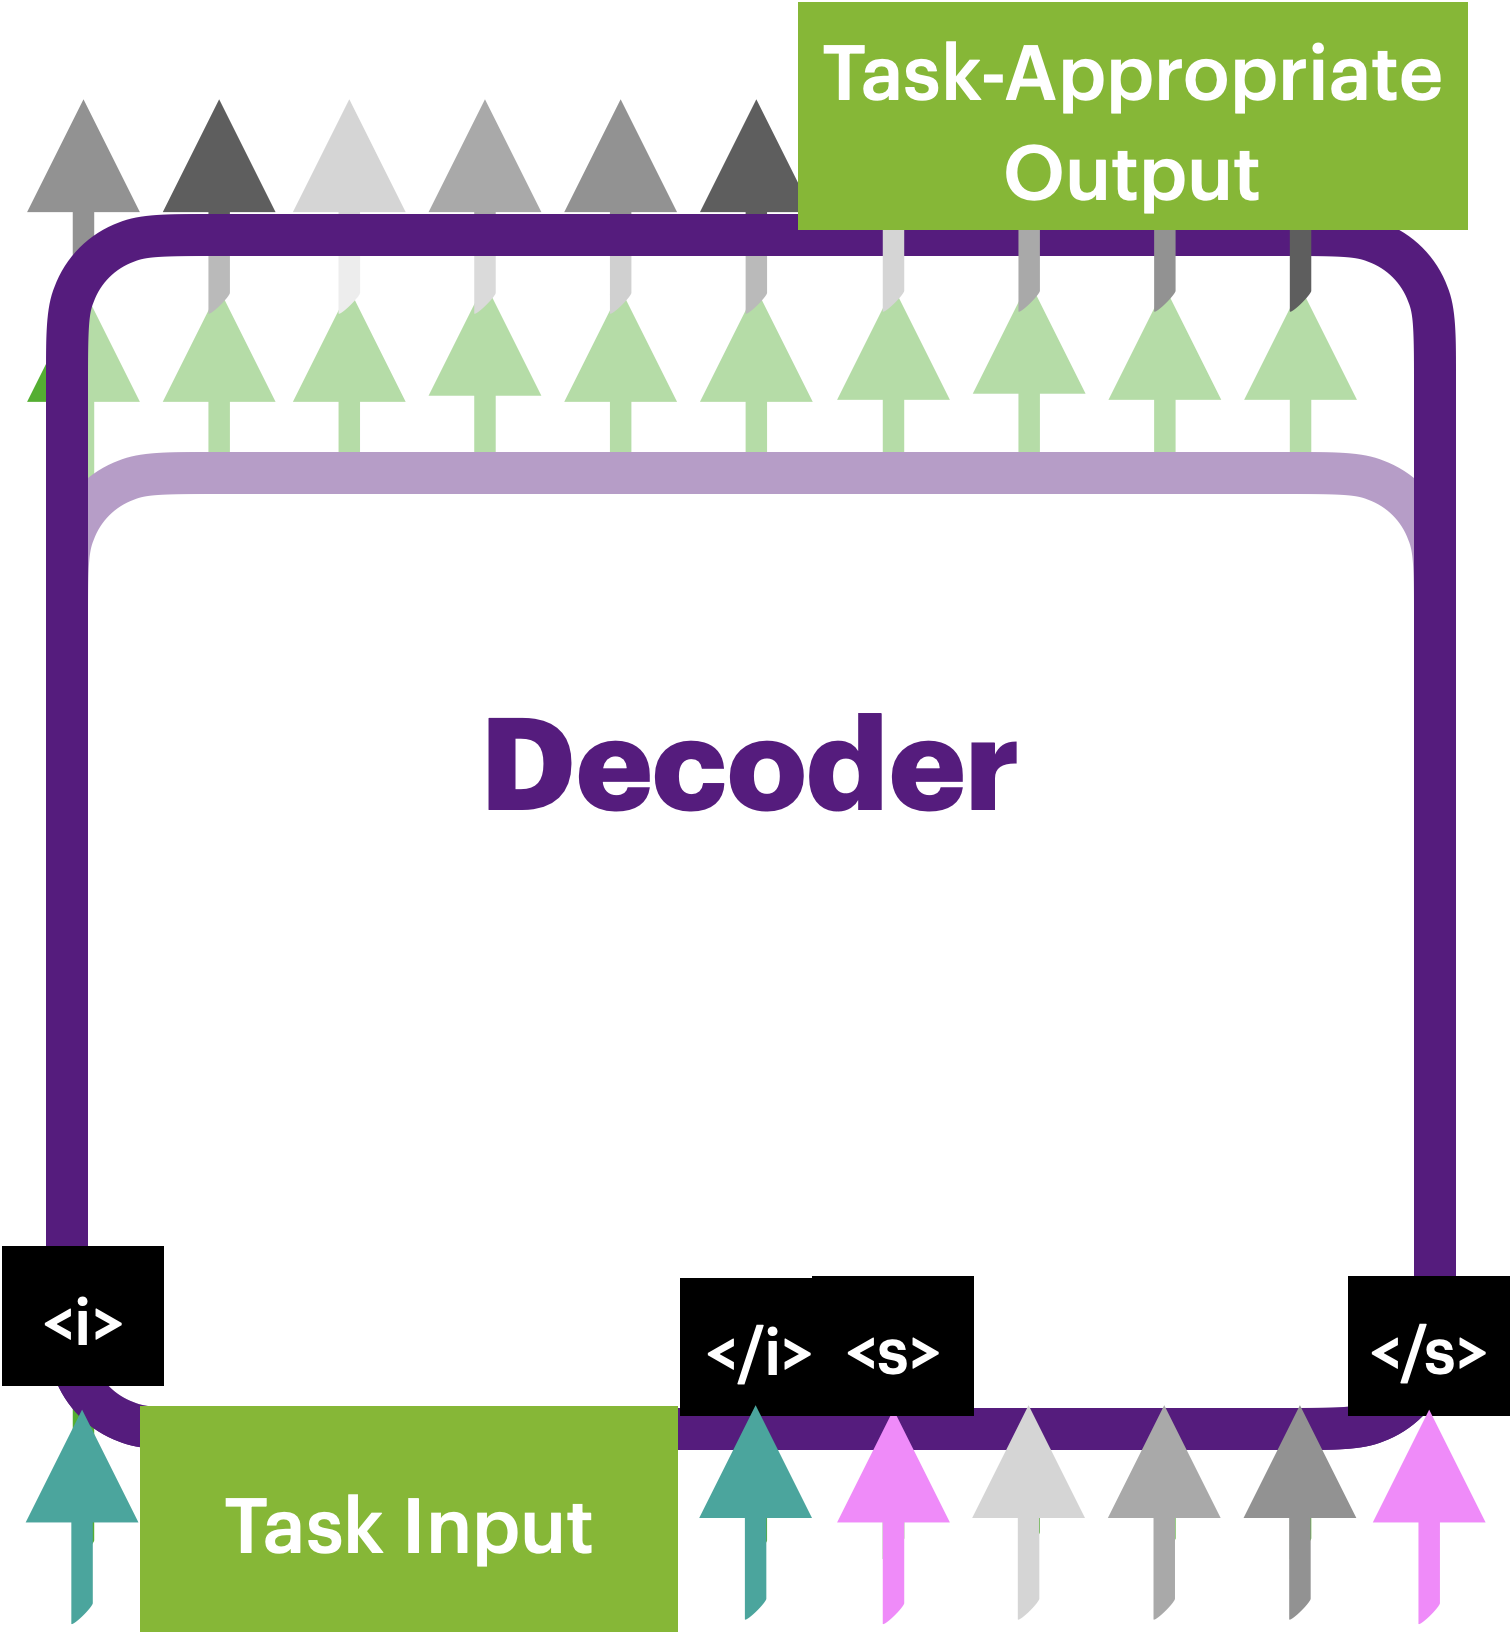 Task-Appropriate
Output
Decoder
<i>
</i> <s>
</s>
Task Input